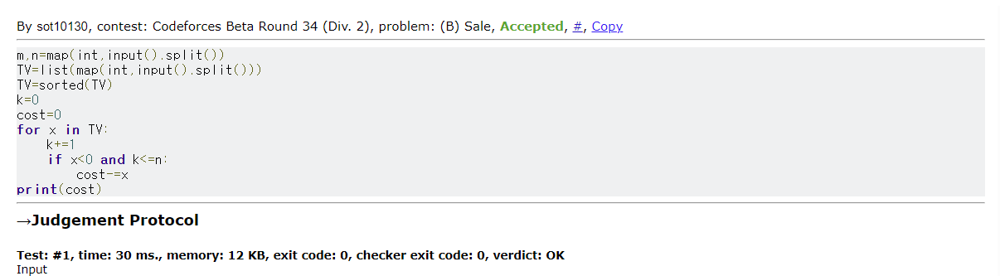 By sot10130, contest: Codeforces Beta Round 34 (Div. 2), problem: (B) Sale, Accepted, #, Copy
m,n=map(int,input().split())
TV=list(map(int,input().split()))
TV=sorted(TV)
k=0
cost=0
for x in TV:
    k+=1
    if x<0 and k<=n:
        cost-=x
print(cost)
→Judgement Protocol
Test: #1, time: 30 ms., memory: 12 KB, exit code: 0, checker exit code: 0, verdict: OK
Input